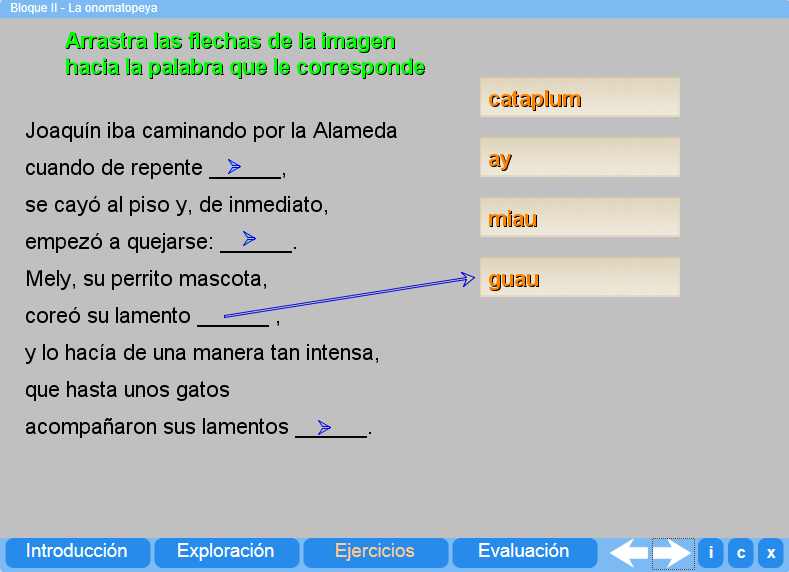 Bloque II - La onomatopeya
Arrastra las flechas de la imagen
hacia la palabra que le corresponde
Joaquín iba caminando por la Alameda
cuando de repente ______,
se cayó al piso y, de inmediato,
empezó a quejarse: ______.
Mely, su perrito mascota,
coreó su lamento ______ ,
y lo hacía de una manera tan intensa,
que hasta unos gatos
acompañaron sus lamentos ______.
cataplum
ay
miau
guau
Introducción
Exploración
Ejercicios
Evaluación
i
c
x